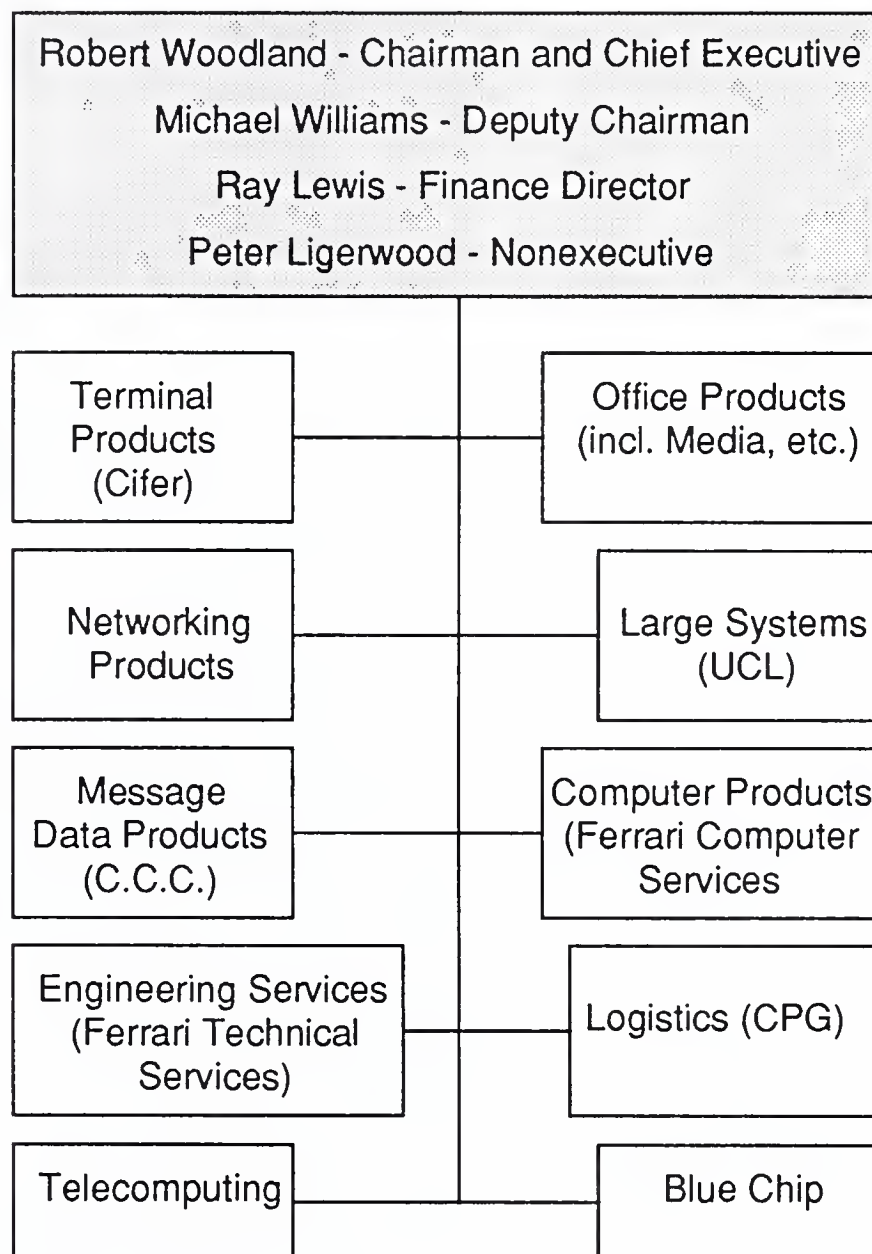 Robert Woodland - Chairman and Chief Executive
Michael Williams - Deputy Chairman
Ray Lewis - Finance Director
Peter Ligerwood - Nonexecutive
Terminal
Products
(Cifer)
Office Products
(incl. Media, etc.)
Networking
Products
Large Systems
(UCL)
Message
Data Products
(C.C.C.)
Computer Products
(Ferrari Computer
Services
Engineering Services
(Ferrari Technical
Services)
Logistics (CPG)
Telecomputing
Blue Chip